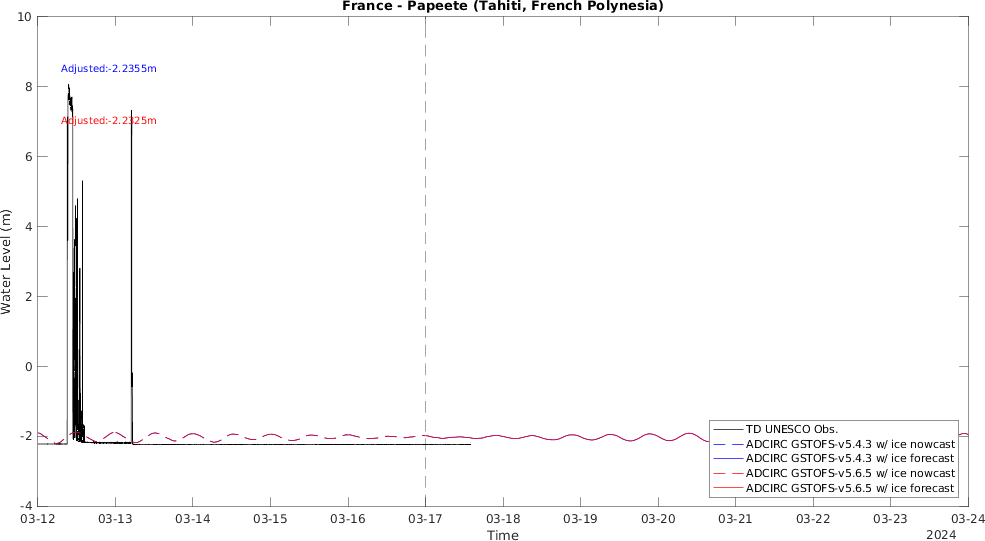 France - Papeete (Tahiti, French Polynesia)
10
8
6
4
2
0
-2
-4
Water Level (m)
Adjusted:-2.2355m
Adjusted:-2.2325m
TD UNESCO Obs.
ADCIRC GSTOFS-v5.4.3 w/ ice nowcast
ADCIRC GSTOFS-v5.4.3 w/ ice forecast
ADCIRC GSTOFS-v5.6.5 w/ ice nowcast
ADCIRC GSTOFS-v5.6.5 w/ ice forecast
03-12 03-13 03-14 03-15 03-16 03-17 03-18 03-19 03-20 03-21 03-22 03-23 03-24
Time
2024